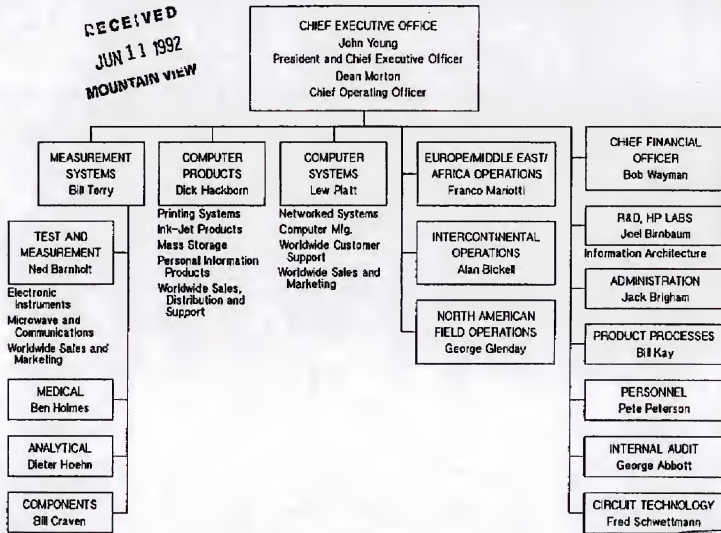 RECEIVED
JUN 11 1992
MOUNTAIN VIEW
CHIEF EXECUTIVE OFFICE
John Young
President and Chief Executive Officer
Dean Morton
Chief Operating Officer
MEASUREMENT
SYSTEMS
Bill Terry
COMPUTER
PRODUCTS
Dick Hackborn
Printing Systems
Ink-Jet Products
Mass Storage
Personal Information
Products
Worldwide Sales,
Distribution and
Support
COMPUTER
SYSTEMS
Lew Platt
Networked Systems
Computer Mfg.
Worldwide Customer
Support
Worldwide Sales and
Marketing
EUROPE/MIDDLE EAST/
AFRICA OPERATIONS
Franco Mariotti
INTERCONTINENTAL
OPERATIONS
Alan Bickell
NORTH AMERICAN
FIELD OPERATIONS
George Glenday
CHIEF FINANCIAL
OFFICER
Bob Wayman
R&D, HP LABS
Joel Birnbaum
Information Architecture
ADMINISTRATION
Jack Brigham
PRODUCT PROCESSES
Bill Kay
PERSONNEL
Pete Peterson
INTERNAL AUDIT
George Abbott
CIRCUIT TECHNOLOGY
Fred Schwettmann
TEST AND
MEASUREMENT
Ned Barnholt
Electronic
Instruments
Microwave and
Communications
Worldwide Sales and
Marketing
MEDICAL
Ben Holmes
ANALYTICAL
Dieter Hoehn
COMPONENTS
Bill Craven